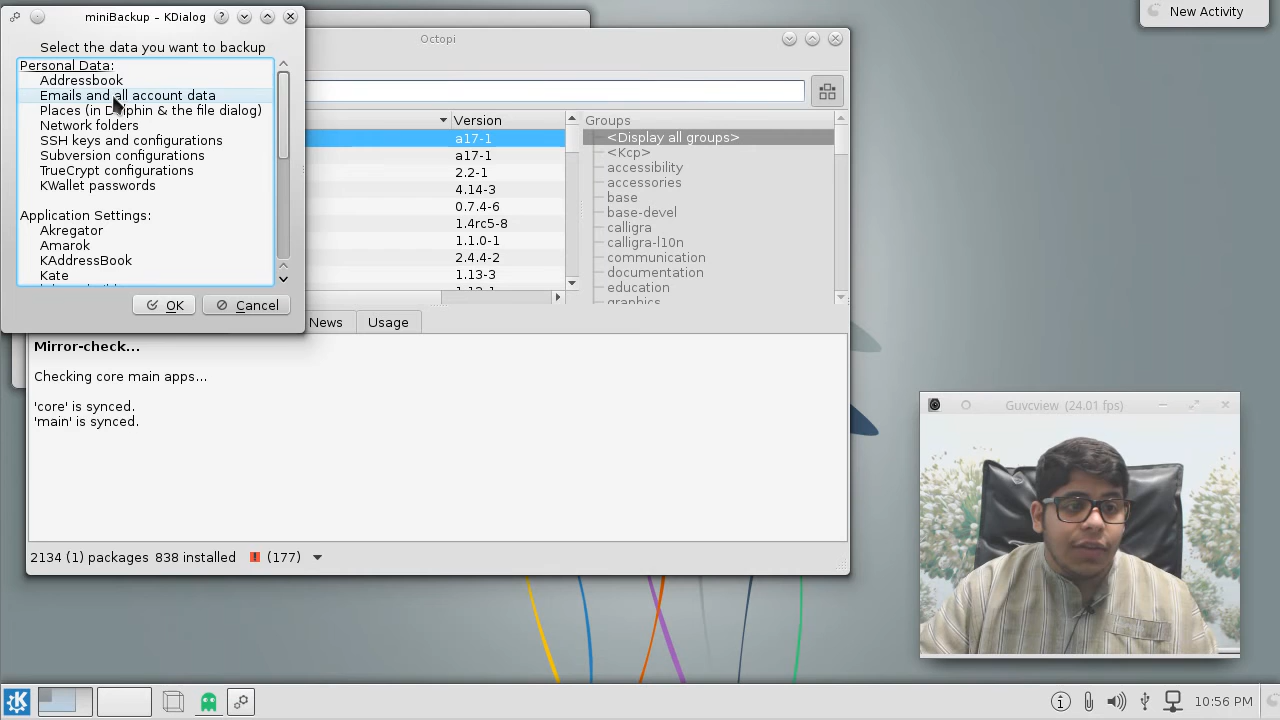 miniBackup – KDialog
Select the data you want to backup
Personal Data:
Addressbook
Emails and all account data
Places (in Dolphin & the file dialog)
Network folders
SSH keys and configurations
Subversion configurations
TrueCrypt configurations
KWallet passwords
Application Settings:
Akregator
Amarok
KAddressBook
Kate
OK
Cancel
Octopi
Version
a17-1
a17-1
2.2-1
4.14-3
0.7.4-6
1.4rc5-8
1.1.0-1
2.4.4-2
1.13-3
Groups
<Display all groups>
<Kcp>
accessibility
accessories
base
base-devel
calligra
calligra-l10n
communication
documentation
education
graphics
News
Usage
Mirror-check...
Checking core main apps...
'core' is synced.
'main' is synced.
2134 (1) packages 838 installed
(177)
New Activity
Guvcview (24.01 fps)
10:56 PM